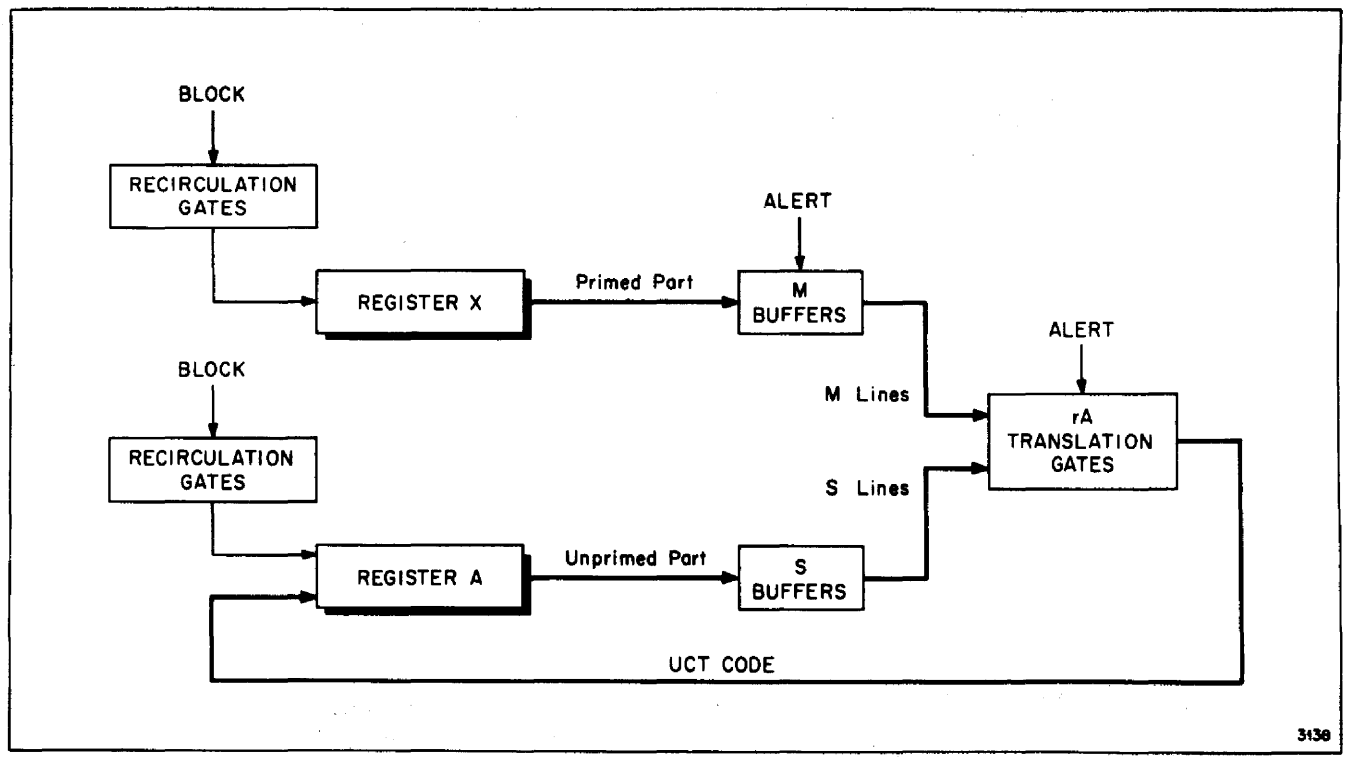 BLOCK
RECIRCULATION
GATES
ALERT
REGISTER X
Primed Part
M
BUFFERS
ALERT
BLOCK
M Lines
rA
TRANSLATION
GATES
RECIRCULATION
GATES
S Lines
REGISTER A
Unprimed Part
S
BUFFERS
UCT CODE
3138